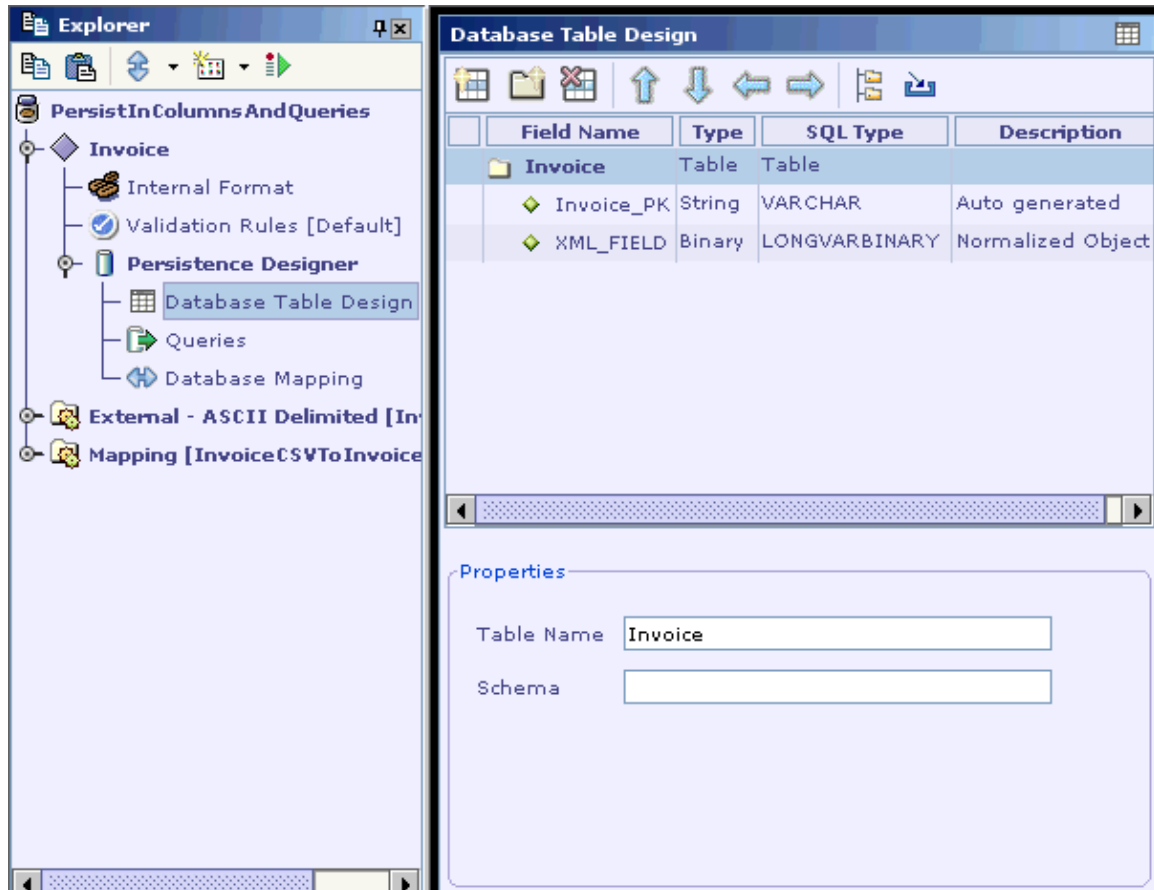 Explorer
PersistInColumnsAndQueries
Invoice
Internal Format
Validation Rules [Default]
Persistence Designer
Database Table Design
Queries
Database Mapping
External - ASCII Delimited [In
Mapping [InvoiceCSVToInvoice
Database Table Design
Field Name Type SQL Type Description
Invoice Table Table
Invoice_PK String VARCHAR Auto generated
XML_FIELD Binary LONGVARBINARY Normalized Object
Properties
Table Name Invoice
Schema